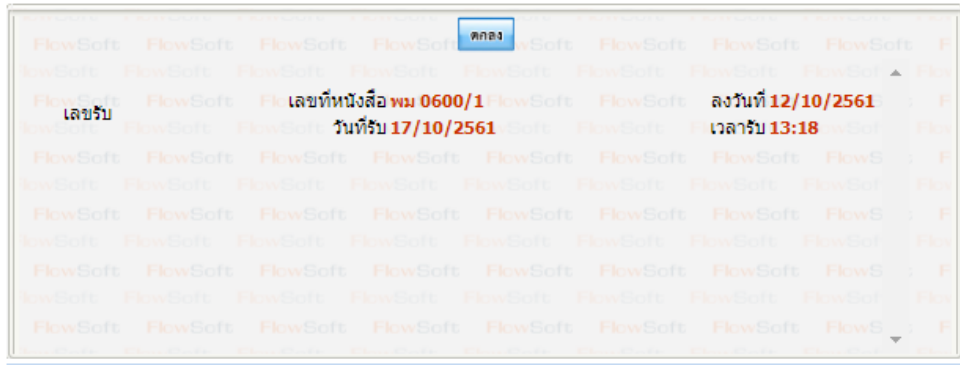 ตกลง
เลขรับ
เลขที่หนังสือ พม 0600/1 ลงวันที่ 12/10/2561
วันที่รับ 17/10/2561 เวลารับ 13:18